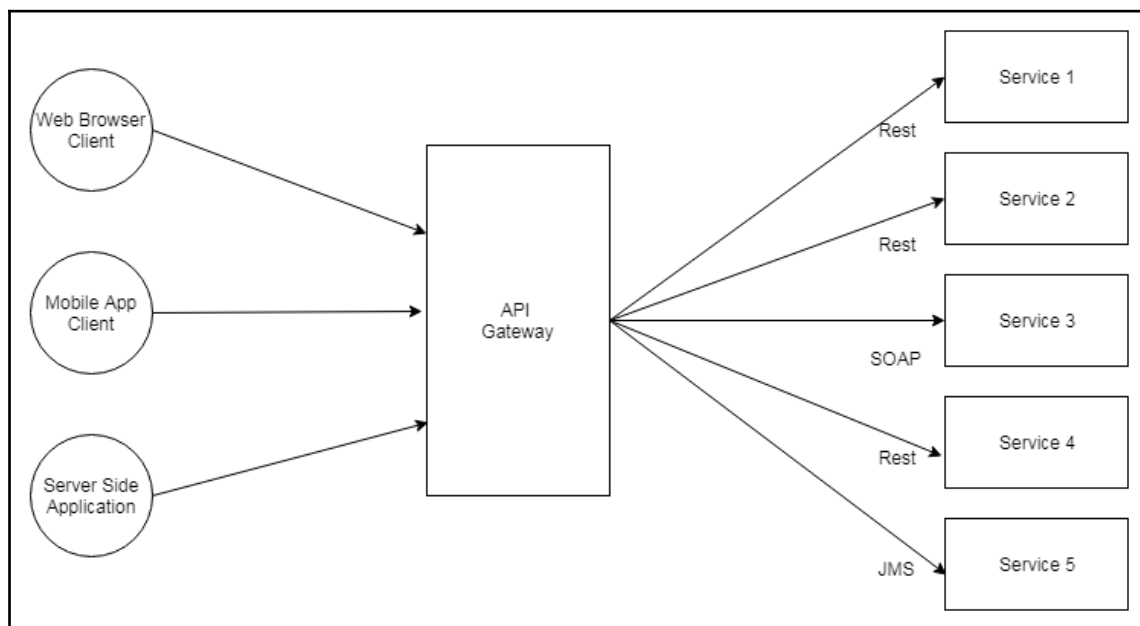 Web Browser
Client
Mobile App
Client
Server Side
Application
API
Gateway
Rest
Rest
SOAP
Rest
JMS
Service 1
Service 2
Service 3
Service 4
Service 5